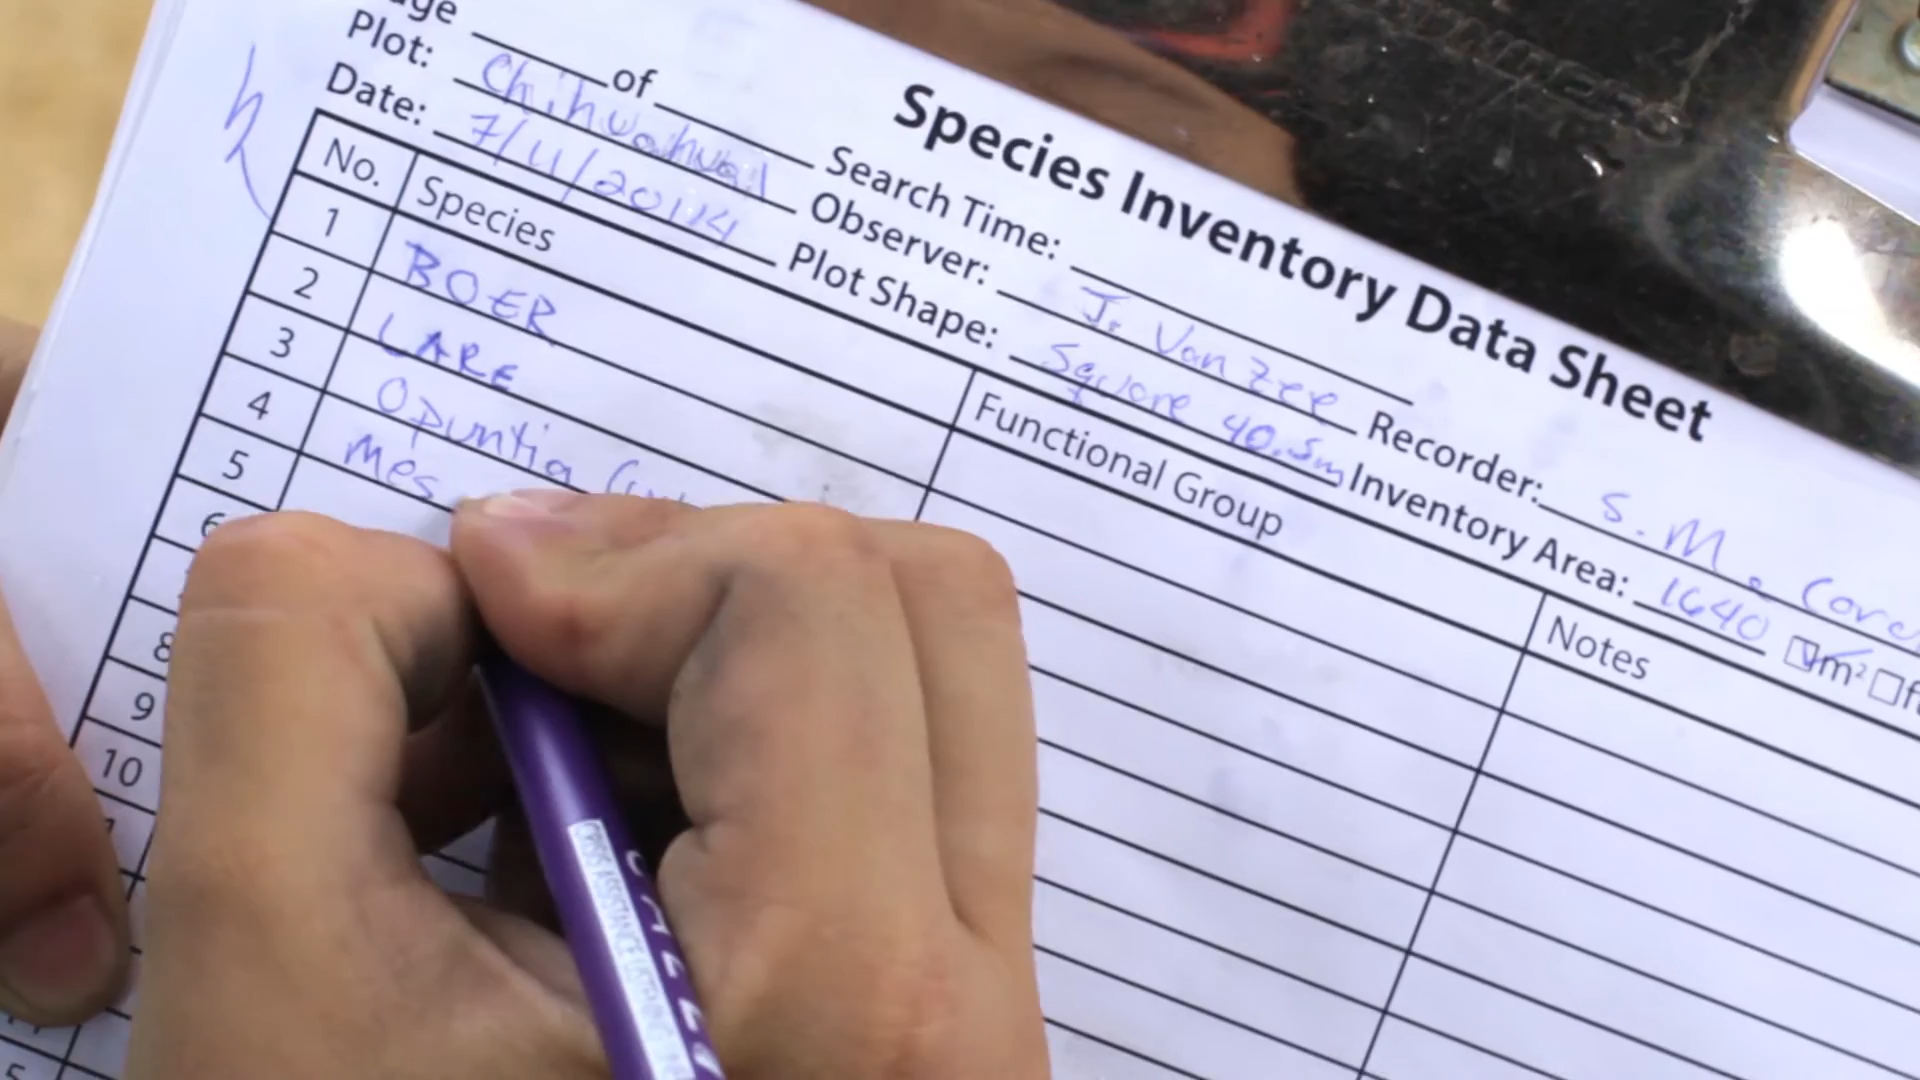 Species Inventory Data Sheet
of Search Time:
Plot: Chihuahua Observer: J. Van Zee Recorder: S. M.
Date: 7/11/2014 Plot Shape: Square 40.5m Inventory Area: 1640 m²
No. Species Functional Group Notes
1 BOER
2 LARE
3 Opuntia
4 Mes
5
6
8
9
10